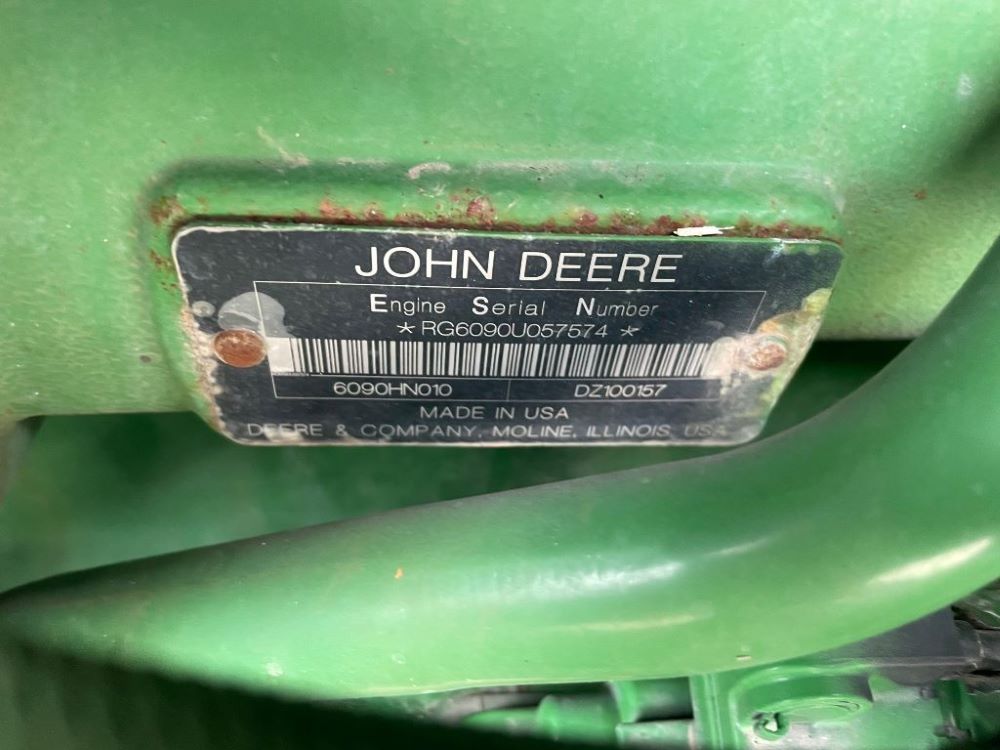 JOHN DEERE
Engine Serial Number
*RG6090U057574*
6090HN010 DZ100157
MADE IN USA
DEERE & COMPANY, MOLINE, ILLINOIS USA